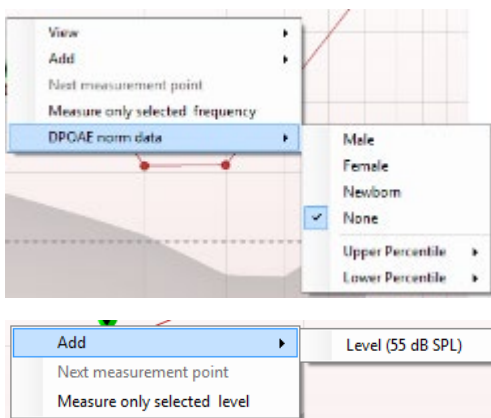 View
Add
Next measurement point
Measure only selected frequency
DPOAE norm data
Male
Female
Newborn
None
Upper Percentile
Lower Percentile
Add
Level (55 dB SPL)
Next measurement point
Measure only selected level